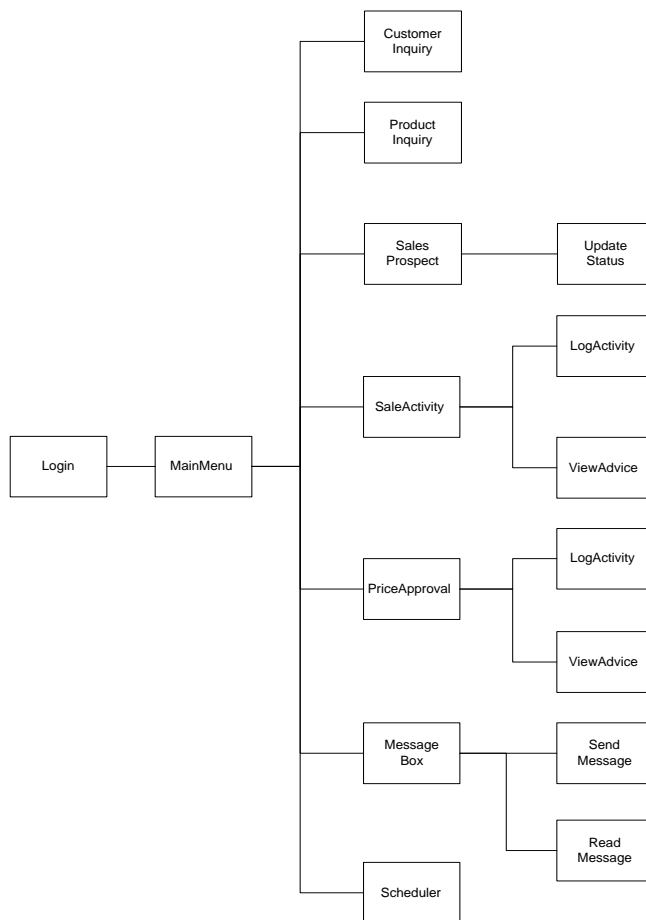 Customer
Inquiry
Product
Inquiry
Sales
Prospect
Update
Status
LogActivity
SaleActivity
Login
MainMenu
ViewAdvice
LogActivity
PriceApproval
ViewAdvice
Message
Box
Send
Message
Read
Message
Scheduler